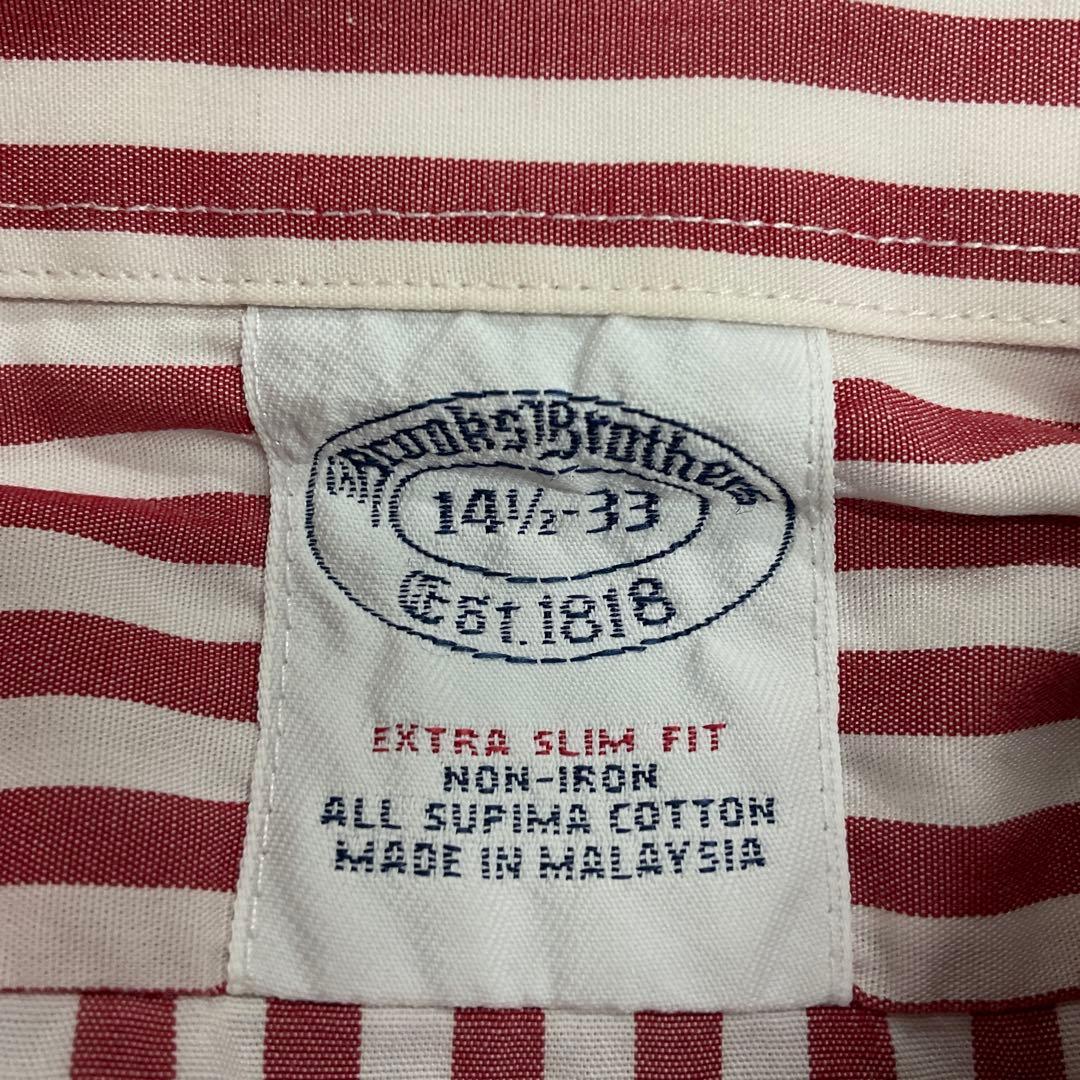 Brooks Brothers
14½-33
Est. 1818
EXTRA SLIM FIT
NON-IRON
ALL SUPIMA COTTON
MADE IN MALAYSIA